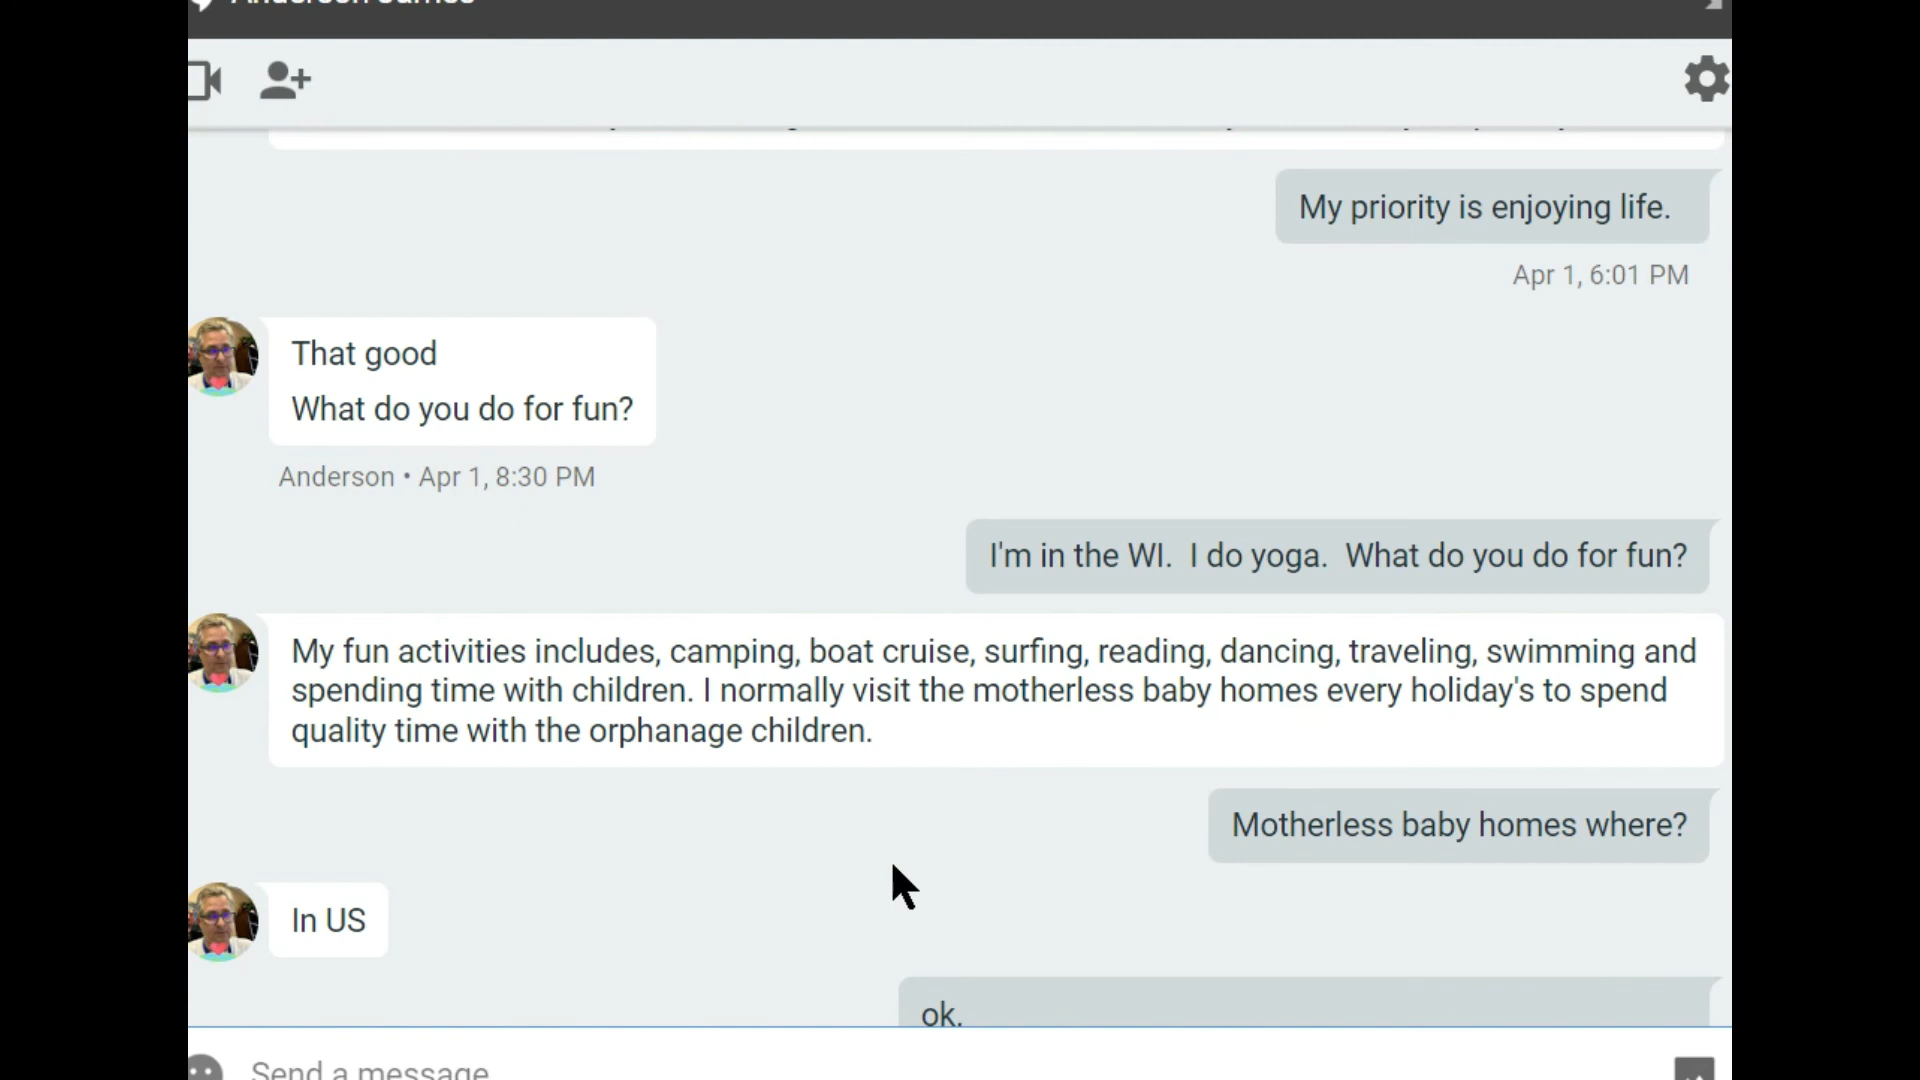 My priority is enjoying life.
Apr 1, 6:01 PM
That good
What do you do for fun?
Anderson • Apr 1, 8:30 PM
I'm in the WI.  I do yoga.  What do you do for fun?
My fun activities includes, camping, boat cruise, surfing, reading, dancing, traveling, swimming and
spending time with children. I normally visit the motherless baby homes every holiday's to spend
quality time with the orphanage children.
Motherless baby homes where?
In US
ok.
Send a message